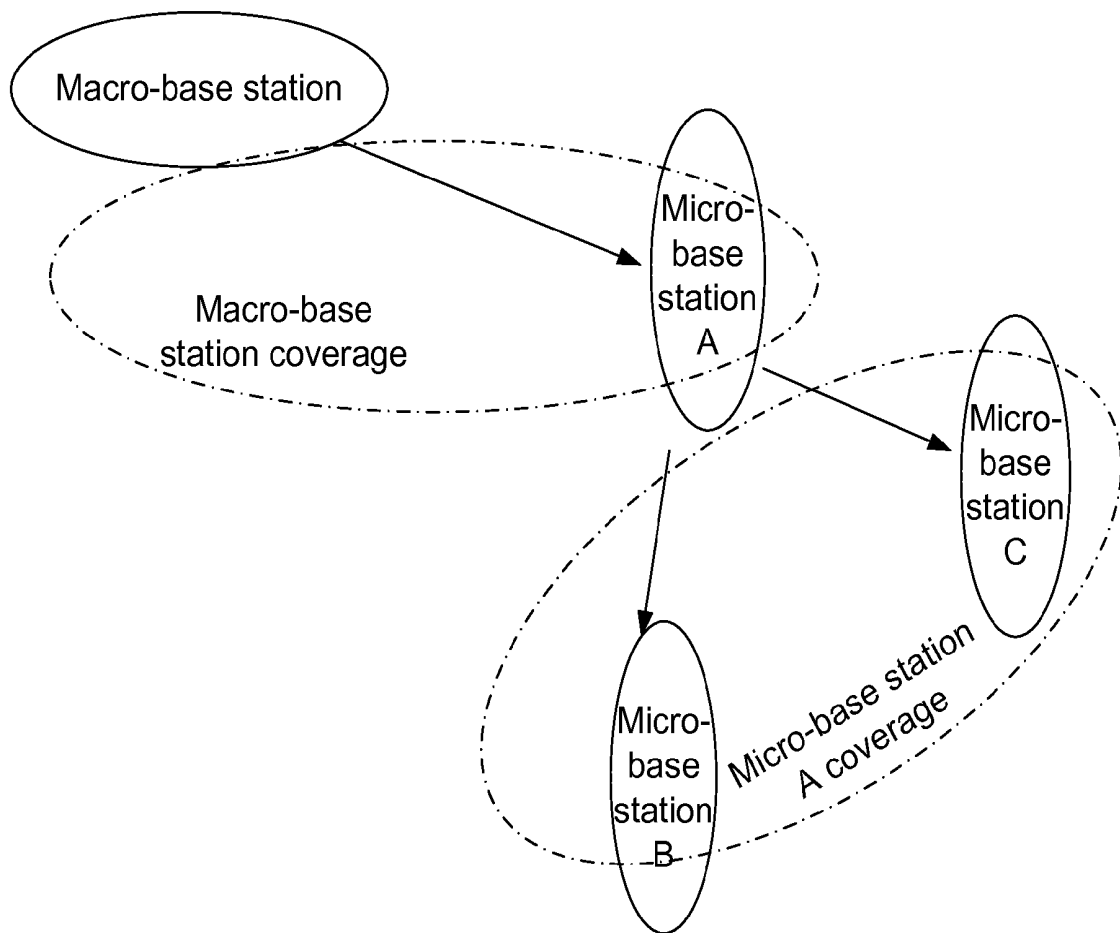 Macro-base station
Micro-
base
station
A
Macro-base
station coverage
Micro-
base
station
C
Micro-base station
A coverage
Micro-
base
station
B